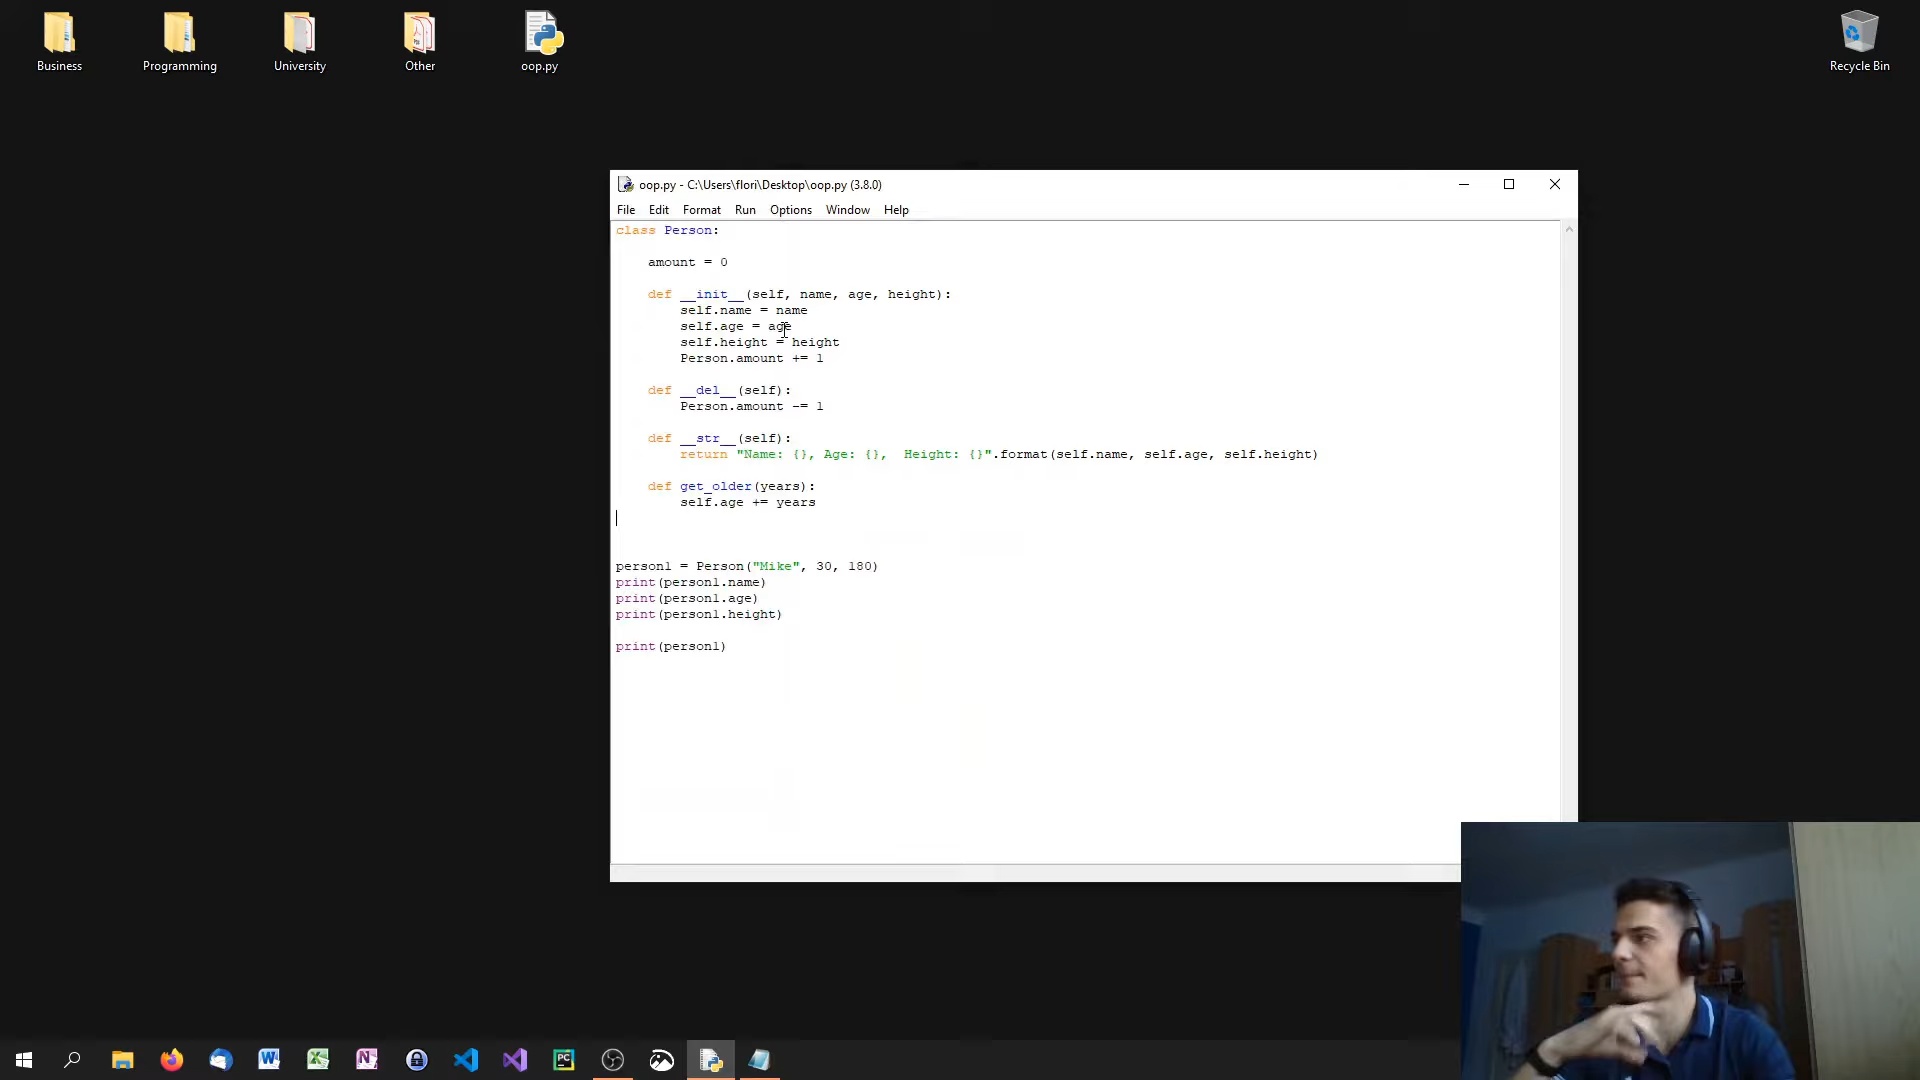 Business
Programming
University
Other
oop.py
Recycle Bin
oop.py - C:\Users\flori\Desktop\oop.py (3.8.0)
File Edit Format Run Options Window Help
class Person:
    amount = 0
    def __init__(self, name, age, height):
        self.name = name
        self.age = age
        self.height = height
        Person.amount += 1
    def __del__(self):
        Person.amount -= 1
    def __str__(self):
        return "Name: {}, Age: {},  Height: {}".format(self.name, self.age, self.height)
    def get_older(years):
        self.age += years
person1 = Person("Mike", 30, 180)
print(person1.name)
print(person1.age)
print(person1.height)
print(person1)